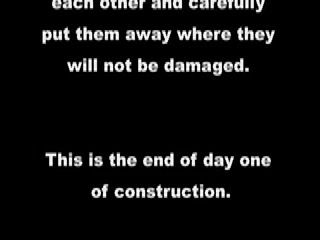 each other and carefully
put them away where they
will not be damaged.
This is the end of day one
of construction.